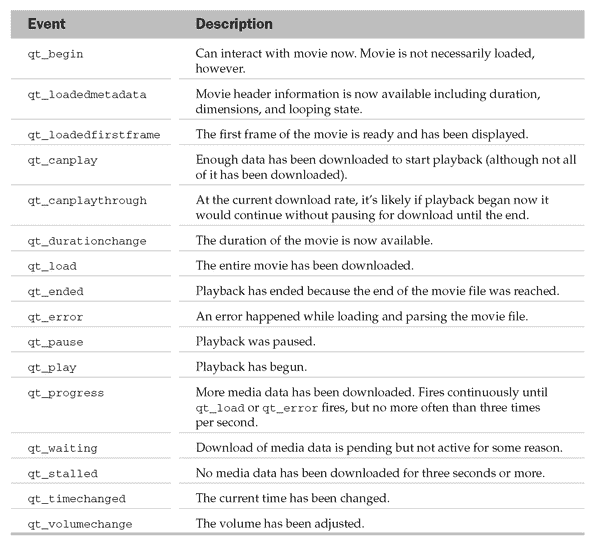 Event Description
qt_begin Can interact with movie now. Movie is not necessarily loaded,
however.
qt_loadedmetadata Movie header information is now available including duration,
dimensions, and looping state.
qt_loadedfirstframe The first frame of the movie is ready and has been displayed.
qt_canplay Enough data has been downloaded to start playback (although not all
of it has been downloaded).
qt_canplaythrough At the current download rate, it's likely if playback began now it
would continue without pausing for download until the end.
qt_durationchange The duration of the movie is now available.
qt_load The entire movie has been downloaded.
qt_ended Playback has ended because the end of the movie file was reached.
qt_error An error happened while loading and parsing the movie file.
qt_pause Playback was paused.
qt_play Playback has begun.
qt_progress More media data has been downloaded. Fires continuously until
qt_load or qt_error fires, but no more often than three times
per second.
qt_waiting Download of media data is pending but not active for some reason.
qt_stalled No media data has been downloaded for three seconds or more.
qt_timechanged The current time has been changed.
qt_volumechange The volume has been adjusted.